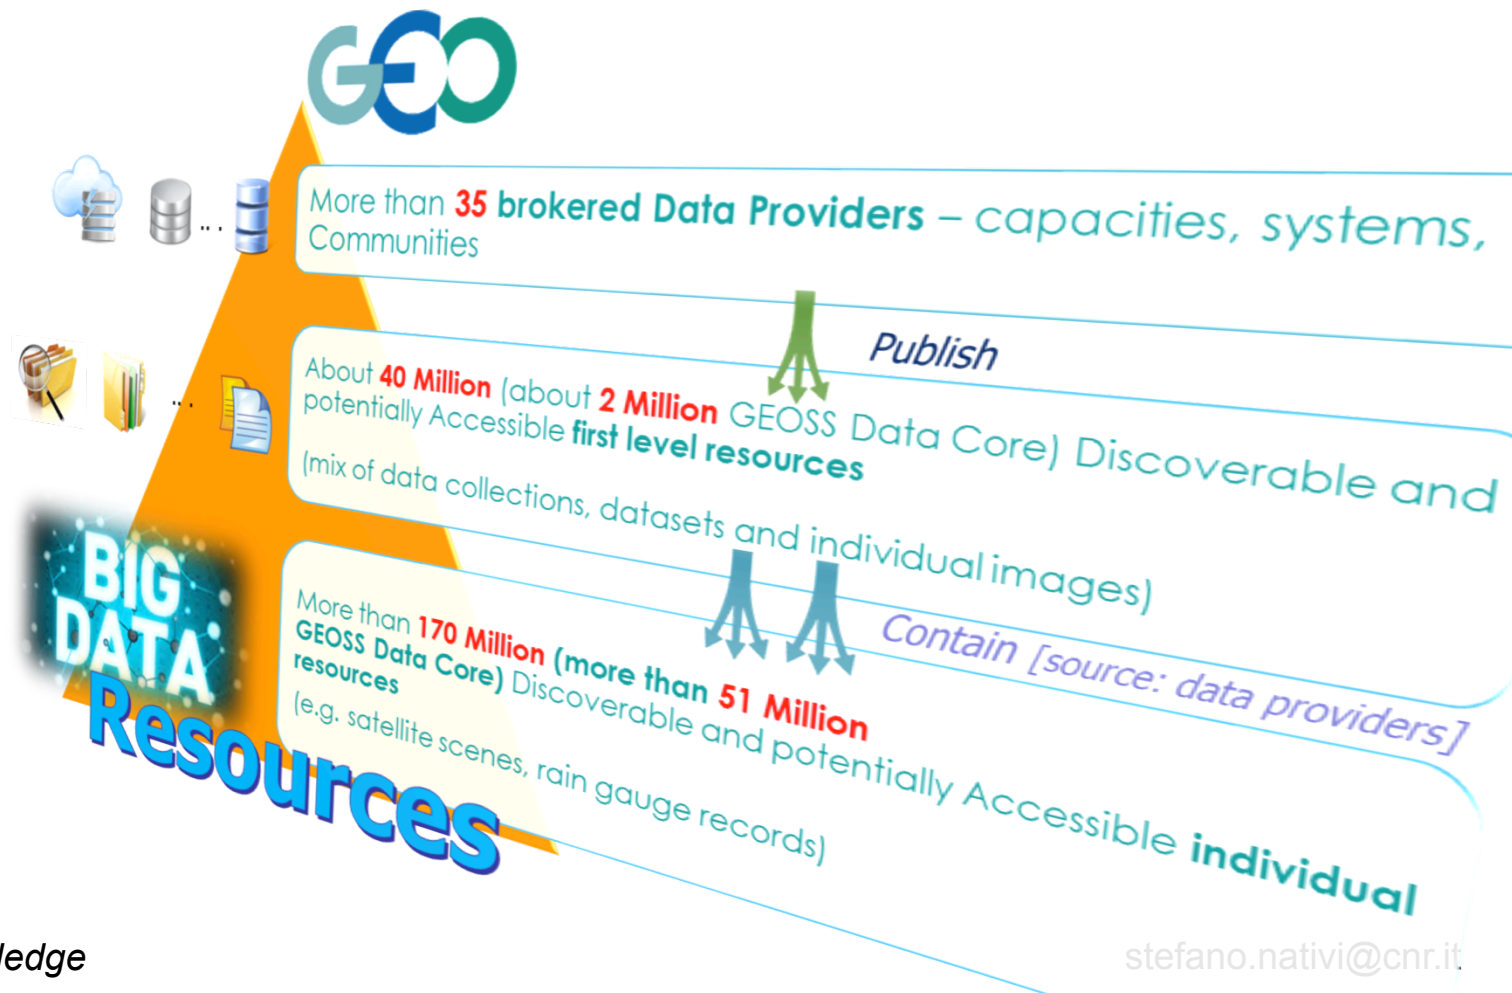 GEO
More than 35 brokered Data Providers – capacities, systems,
Communities
Publish
About 40 Million (about 2 Million GEOSS Data Core) Discoverable and
potentially Accessible first level resources
(mix of data collections, datasets and individual images)
Contain [source: data providers]
BIG
DATA
Resources
More than 170 Million (more than 51 Million
GEOSS Data Core) Discoverable and potentially Accessible individual
resources
(e.g. satellite scenes, rain gauge records)
ledge
stefano.nativi@cnr.it